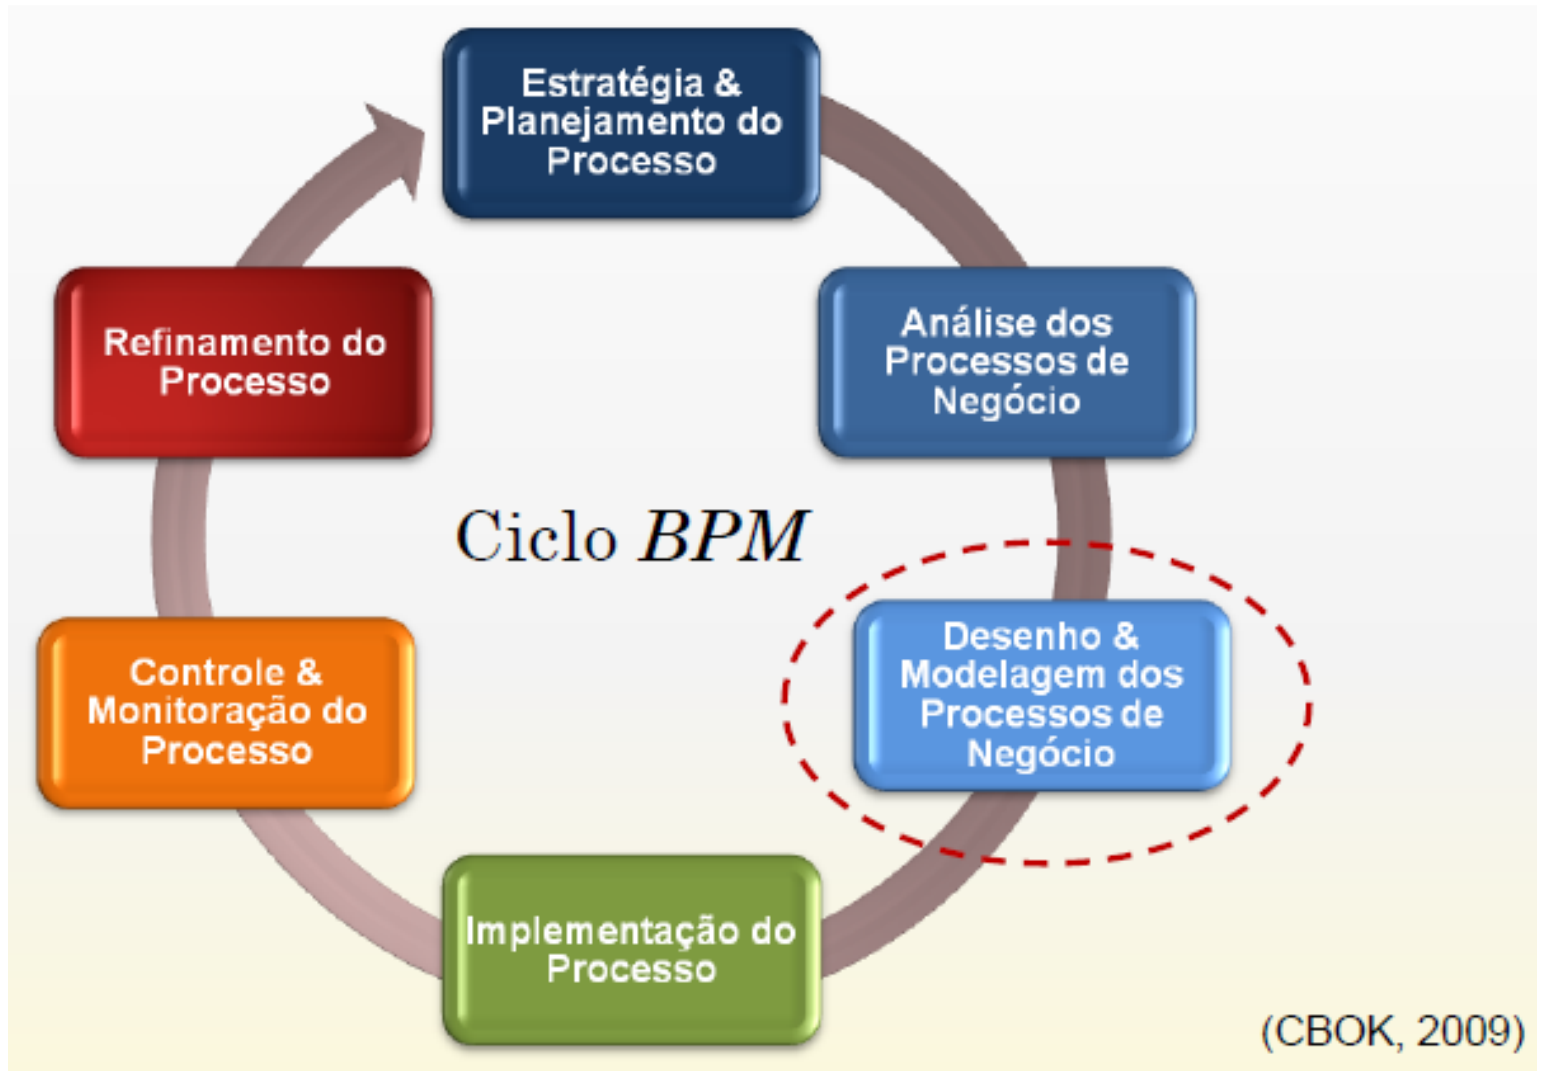 Estratégia &
Planejamento do
Processo
Análise dos
Processos de
Negócio
Desenho &
Modelagem dos
Processos de
Negócio
Implementação do
Processo
Controle &
Monitoração do
Processo
Refinamento do
Processo
Ciclo BPM
(CBOK, 2009)